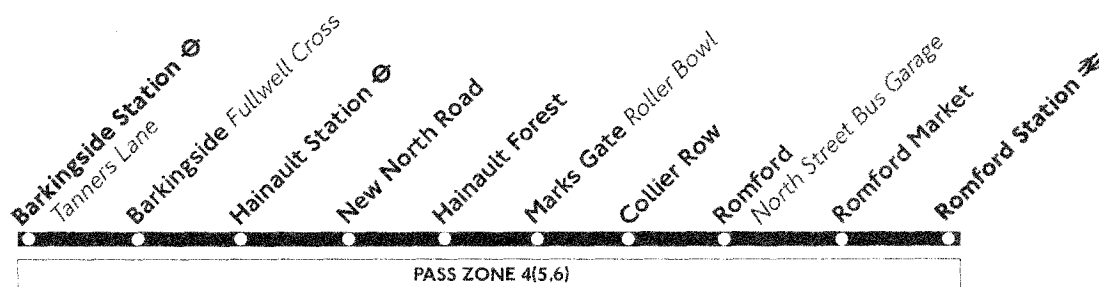 Barkingside Station
Tanners Lane
Barkingside Fullwell Cross
Hainault Station
New North Road
Hainault Forest
Marks Gate Roller Bowl
Collier Row
Romford
North Street Bus Garage
Romford Market
Romford Station
PASS ZONE 4(5,6)